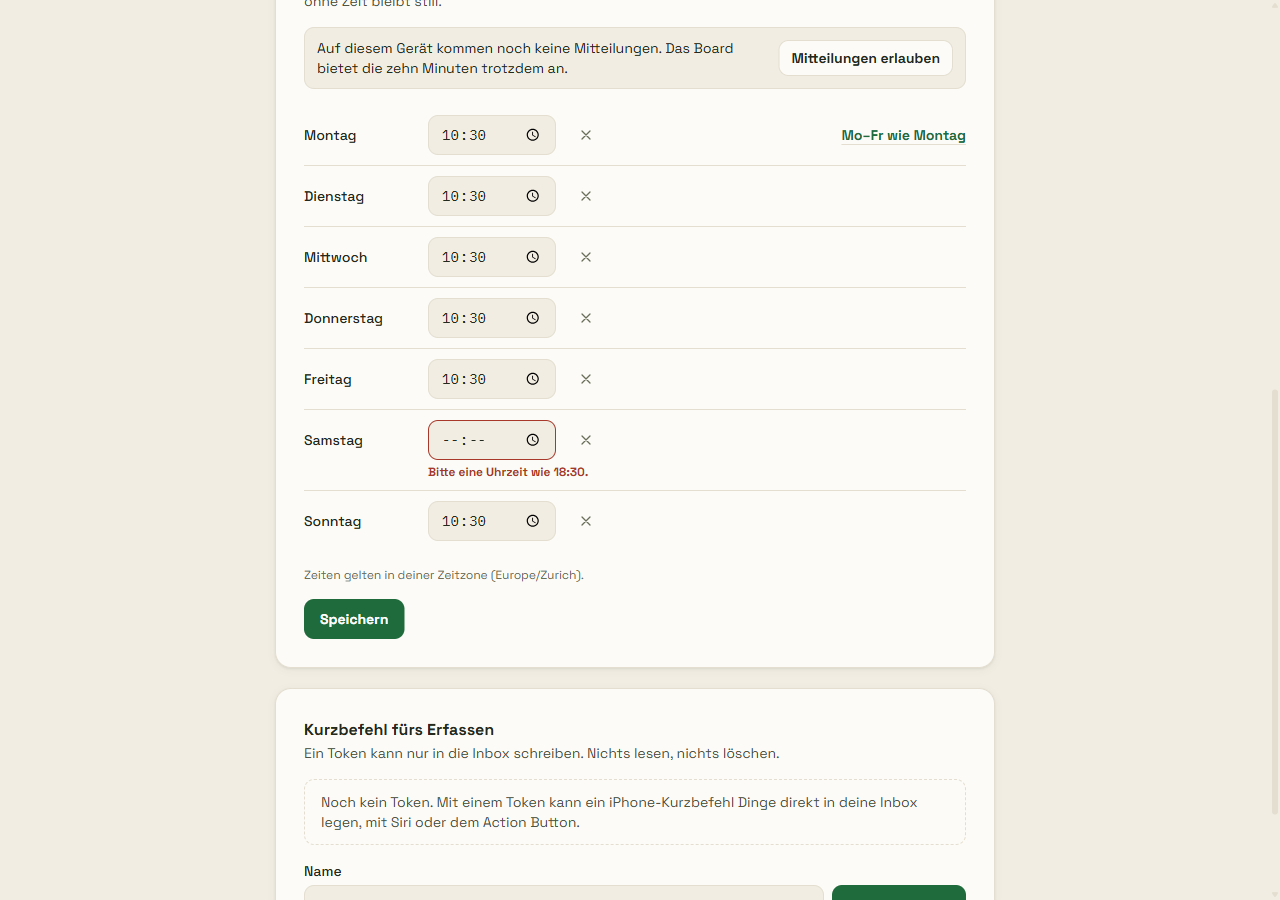 ohne Zeit bleibt still.
Auf diesem Gerät kommen noch keine Mitteilungen. Das Board
bietet die zehn Minuten trotzdem an.
Mitteilungen erlauben
Montag 10:30 Mo–Fr wie Montag
Dienstag 10:30
Mittwoch 10:30
Donnerstag 10:30
Freitag 10:30
Samstag --:--
Bitte eine Uhrzeit wie 18:30.
Sonntag 10:30
Zeiten gelten in deiner Zeitzone (Europe/Zurich).
Speichern
Kurzbefehl fürs Erfassen
Ein Token kann nur in die Inbox schreiben. Nichts lesen, nichts löschen.
Noch kein Token. Mit einem Token kann ein iPhone-Kurzbefehl Dinge direkt in deine Inbox
legen, mit Siri oder dem Action Button.
Name